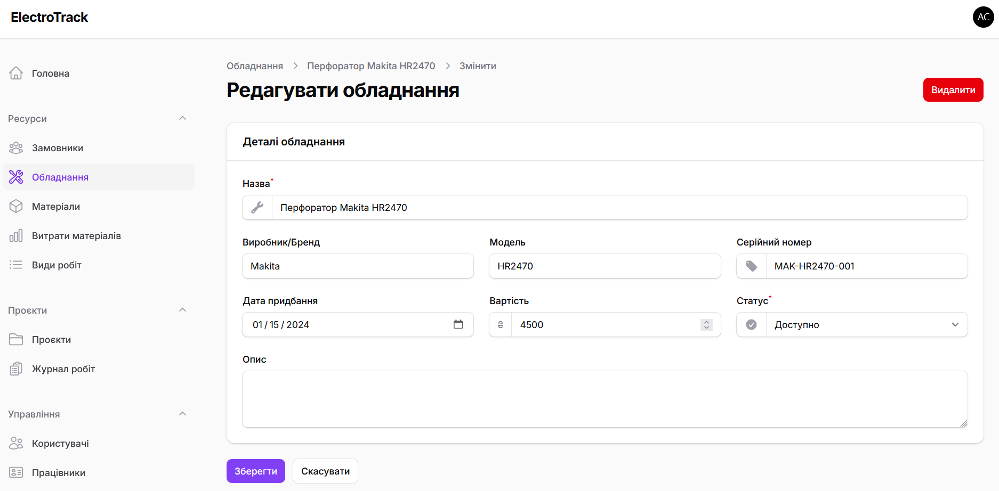 ElectroTrack
AC
Головна
Ресурси
Замовники
Обладнання
Матеріали
Витрати матеріалів
Види робіт
Проєкти
Проєкти
Журнал робіт
Управління
Користувачі
Працівники
Обладнання > Перфоратор Makita HR2470 > Змінити
Редагувати обладнання
Видалити
Деталі обладнання
Назва*
Перфоратор Makita HR2470
Виробник/Бренд
Makita
Модель
HR2470
Серійний номер
MAK-HR2470-001
Дата придбання
01/15/2024
Вартість
₴ 4500
Статус*
Доступно
Опис
Зберегти
Скасувати